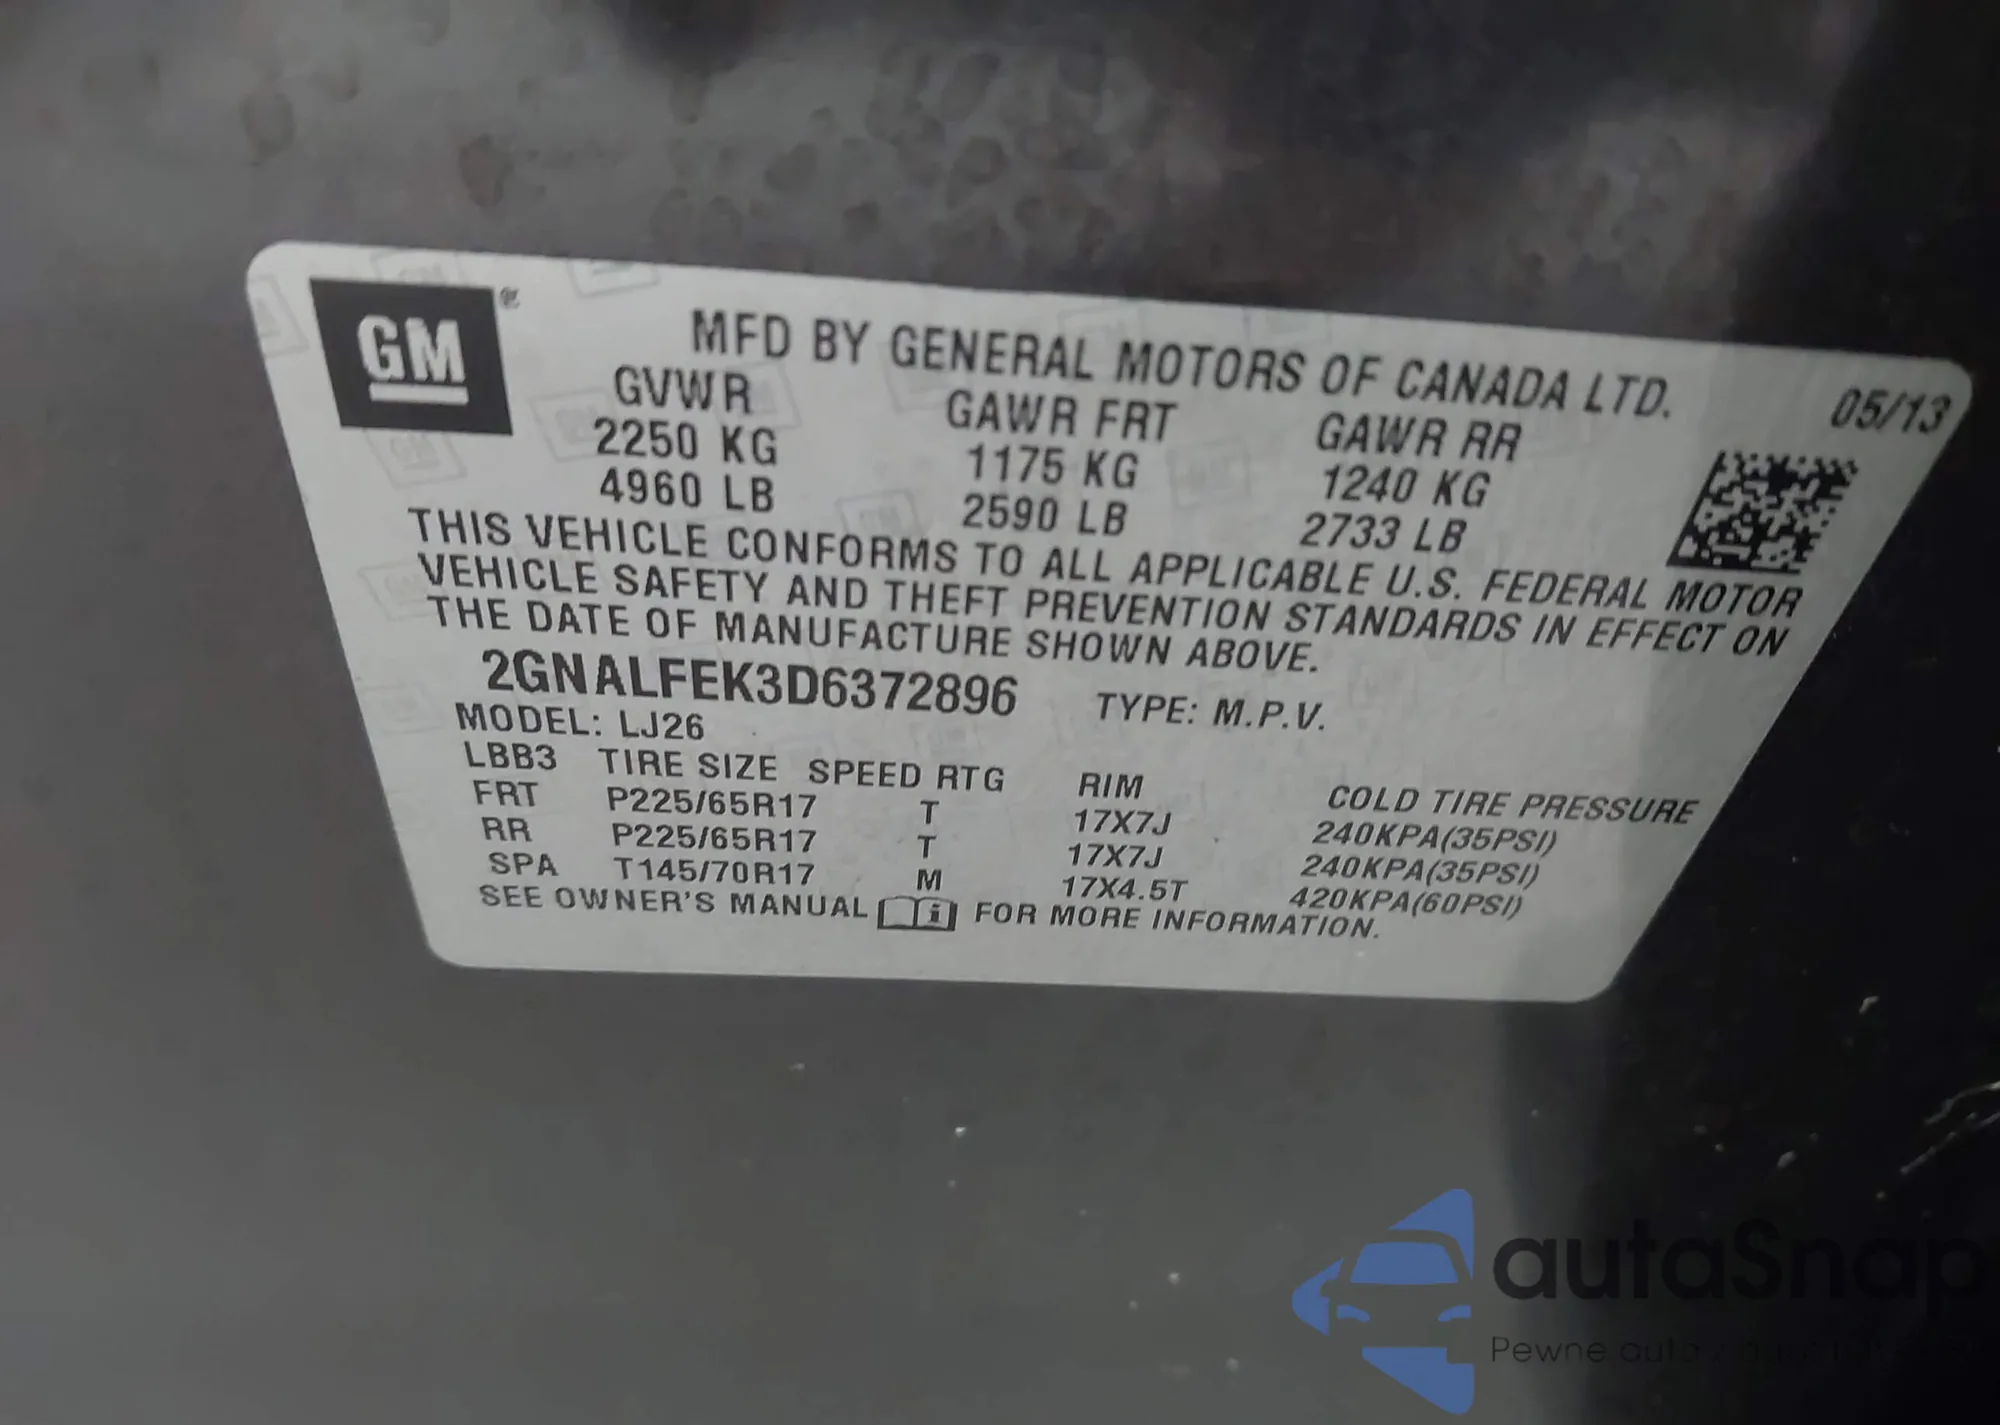 GM ®
MFD BY GENERAL MOTORS OF CANADA LTD.
05/13
GVWR GAWR FRT GAWR RR
2250 KG 1175 KG 1240 KG
4960 LB 2590 LB 2733 LB
THIS VEHICLE CONFORMS TO ALL APPLICABLE U.S. FEDERAL MOTOR
VEHICLE SAFETY AND THEFT PREVENTION STANDARDS IN EFFECT ON
THE DATE OF MANUFACTURE SHOWN ABOVE.
2GNALFEK3D6372896 TYPE: M.P.V.
MODEL: LJ26
LBB3 TIRE SIZE SPEED RTG RIM COLD TIRE PRESSURE
FRT P225/65R17 T 17X7J 240KPA(35PSI)
RR P225/65R17 T 17X7J 240KPA(35PSI)
SPA T145/70R17 M 17X4.5T 420KPA(60PSI)
SEE OWNER'S MANUAL FOR MORE INFORMATION.
autaSnap
Pewne auta z